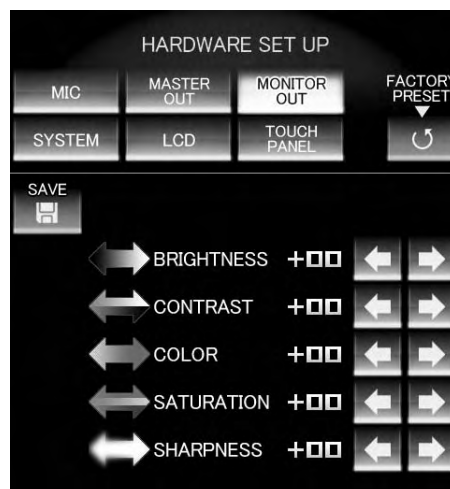 HARDWARE SET UP
MIC
MASTER
OUT
MONITOR
OUT
FACTORY
PRESET
SYSTEM
LCD
TOUCH
PANEL
SAVE
BRIGHTNESS +00
CONTRAST +00
COLOR +00
SATURATION +00
SHARPNESS +00